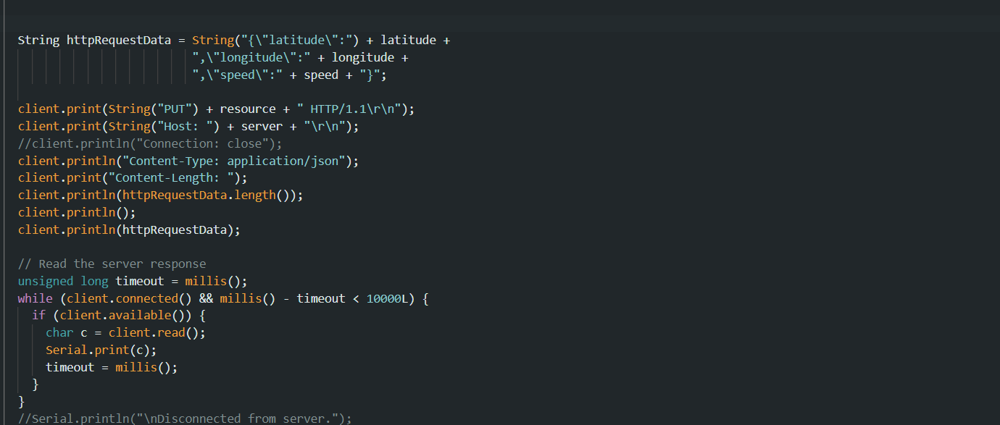 String httpRequestData = String("{\"latitude\":") + latitude +
",\"longitude\":" + longitude +
",\"speed\":" + speed + "}";
client.print(String("PUT") + resource + " HTTP/1.1\r\n");
client.print(String("Host: ") + server + "\r\n");
//client.println("Connection: close");
client.println("Content-Type: application/json");
client.print("Content-Length: ");
client.println(httpRequestData.length());
client.println();
client.println(httpRequestData);
// Read the server response
unsigned long timeout = millis();
while (client.connected() && millis() - timeout < 10000L) {
if (client.available()) {
char c = client.read();
Serial.print(c);
timeout = millis();
}
}
//Serial.println("\nDisconnected from server.");